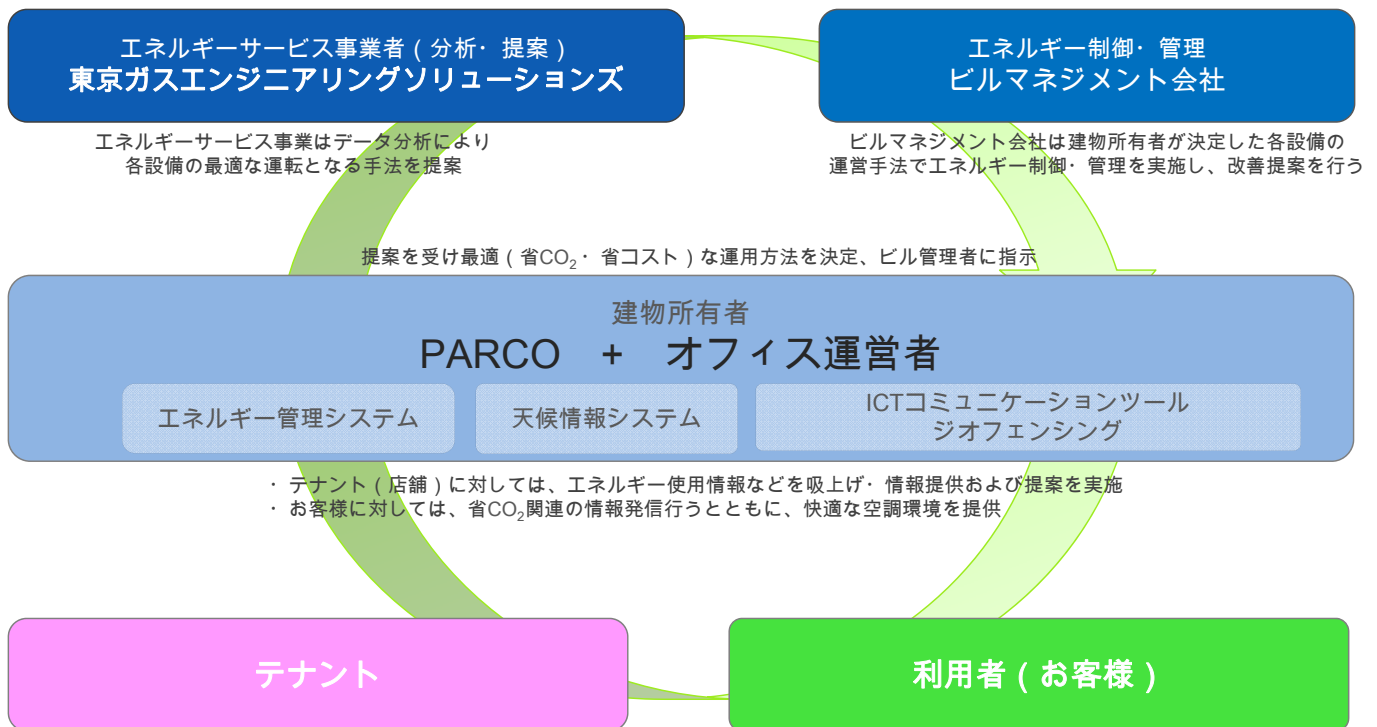 エネルギーサービス事業者(分析・提案)
東京ガスエンジニアリングソリューションズ
エネルギー制御・管理
ビルマネジメント会社
エネルギーサービス事業はデータ分析により
各設備の最適な運転となる手法を提案
ビルマネジメント会社は建物所有者が決定した各設備の
運営手法でエネルギー制御・管理を実施し、改善提案を行う
提案を受け最適(省CO₂・省コスト)な運用方法を決定、ビル管理者に指示
建物所有者
PARCO + オフィス運営者
エネルギー管理システム
天候情報システム
ICTコミュニケーションツール
ジオフェンシング
・テナント(店舗)に対しては、エネルギー使用情報などを吸上げ・情報提供および提案を実施
・お客様に対しては、省CO₂関連の情報発信行うとともに、快適な空調環境を提供
テナント
利用者(お客様)